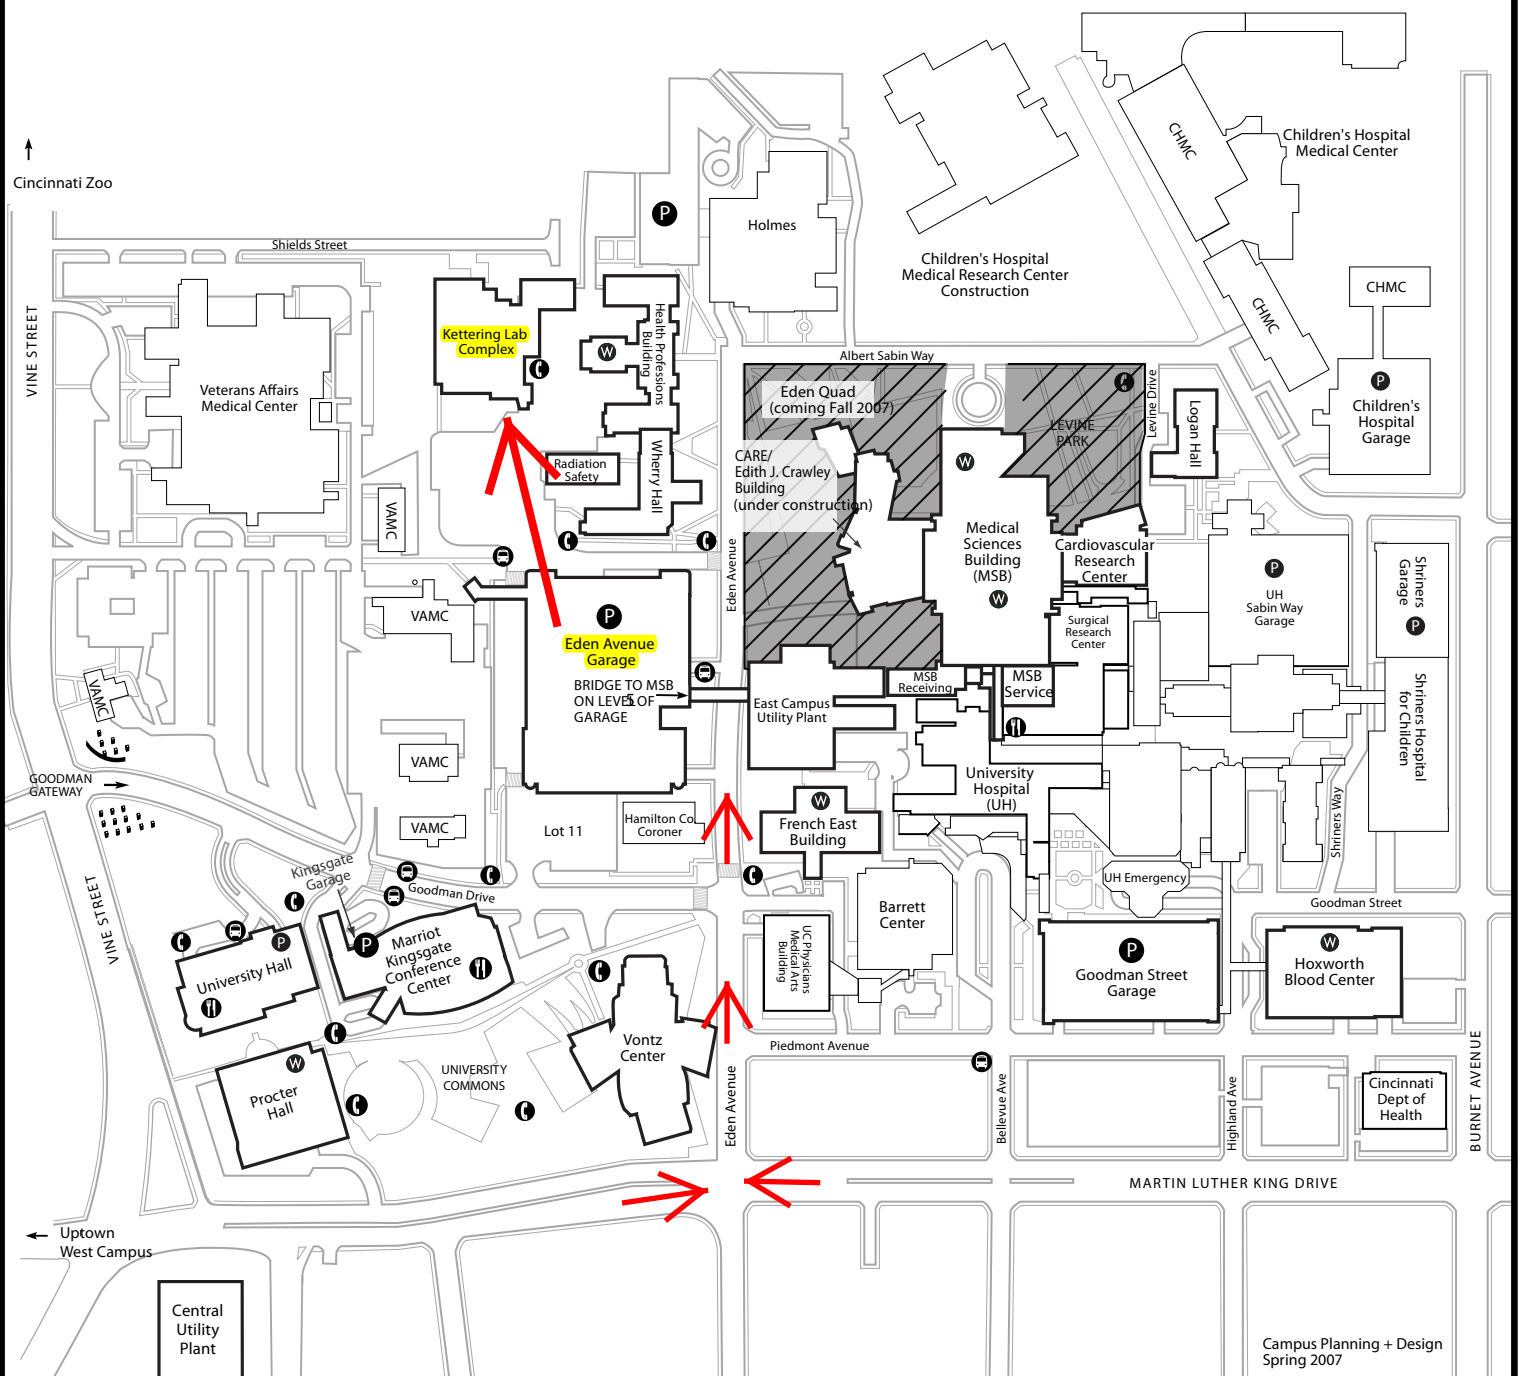 Cincinnati Zoo
Shields Street
VINE STREET
Veterans Affairs
Medical Center
Kettering Lab
Complex
Health Professions
Building
W
P
Holmes
Children's Hospital
Medical Research Center
Construction
CHMC
Children's Hospital
Medical Center
CHMC
CHMC
P
Children's
Hospital
Garage
Albert Sabin Way
Eden Quad
(coming Fall 2007)
LEVINE
PARK
Levine Drive
Logan Hall
CARE/
Edith J. Crawley
Building
(under construction)
Radiation
Safety
Wherry Hall
VAMC
Eden Avenue
W
Medical
Sciences
Building
(MSB)
W
Cardiovascular
Research
Center
Surgical
Research
Center
P
UH
Sabin Way
Garage
Shriners
Garage
P
VAMC
P
Eden Avenue
Garage
BRIDGE TO MSB
ON LEVEL OF
5
GARAGE
East Campus
Utility Plant
MSB
Receiving
MSB
Service
Shriners Hospital
for Children
VAMC
GOODMAN
GATEWAY
VAMC
VAMC
Lot 11
Hamilton Co.
Coroner
W
French East
Building
University
Hospital
(UH)
Shriners Way
Kingsgate
Garage
Goodman Drive
VINE STREET
UH Emergency
Goodman Street
P
University Hall
P
Marriot
Kingsgate
Conference
Center
UC Physicians
Medical Arts
Building
Barrett
Center
P
Goodman Street
Garage
W
Hoxworth
Blood Center
Vontz
Center
Piedmont Avenue
W
Procter
Hall
UNIVERSITY
COMMONS
Eden Avenue
Bellevue Ave
Highland Ave
Cincinnati
Dept of
Health
BURNET AVENUE
MARTIN LUTHER KING DRIVE
Uptown
West Campus
Central
Utility
Plant
Campus Planning + Design
Spring 2007